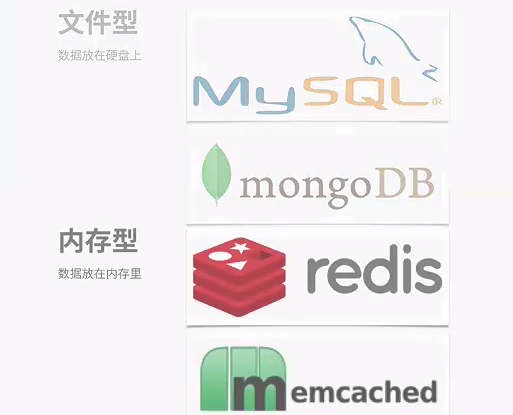 文件型
数据放在硬盘上
MySQL®
mongoDB
内存型
数据放在内存里
redis
memcached